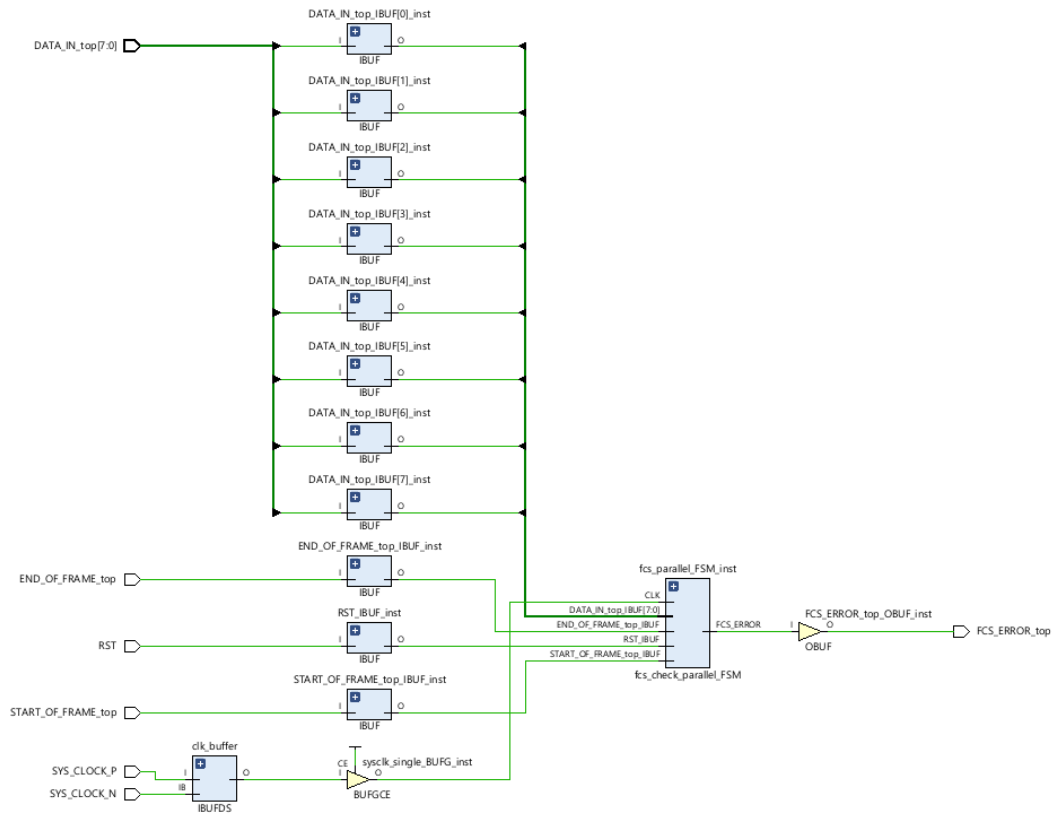 DATA_IN_top_IBUF[0]_inst
DATA_IN_top[7:0]
I
O
IBUF
DATA_IN_top_IBUF[1]_inst
I
O
IBUF
DATA_IN_top_IBUF[2]_inst
I
O
IBUF
DATA_IN_top_IBUF[3]_inst
I
O
IBUF
DATA_IN_top_IBUF[4]_inst
I
O
IBUF
DATA_IN_top_IBUF[5]_inst
I
O
IBUF
DATA_IN_top_IBUF[6]_inst
I
O
IBUF
DATA_IN_top_IBUF[7]_inst
I
O
IBUF
END_OF_FRAME_top_IBUF_inst
END_OF_FRAME_top
I
O
IBUF
RST_IBUF_inst
RST
I
O
IBUF
START_OF_FRAME_top_IBUF_inst
START_OF_FRAME_top
I
O
IBUF
fcs_parallel_FSM_inst
CLK
DATA_IN_top_IBUF[7:0]
END_OF_FRAME_top_IBUF
RST_IBUF
START_OF_FRAME_top_IBUF
FCS_ERROR
fcs_check_parallel_FSM
FCS_ERROR_top_OBUF_inst
I
O
OBUF
FCS_ERROR_top
clk_buffer
SYS_CLOCK_P
SYS_CLOCK_N
I
IB
O
IBUFDS
sysclk_single_BUFG_inst
CE
I
O
BUFGCE